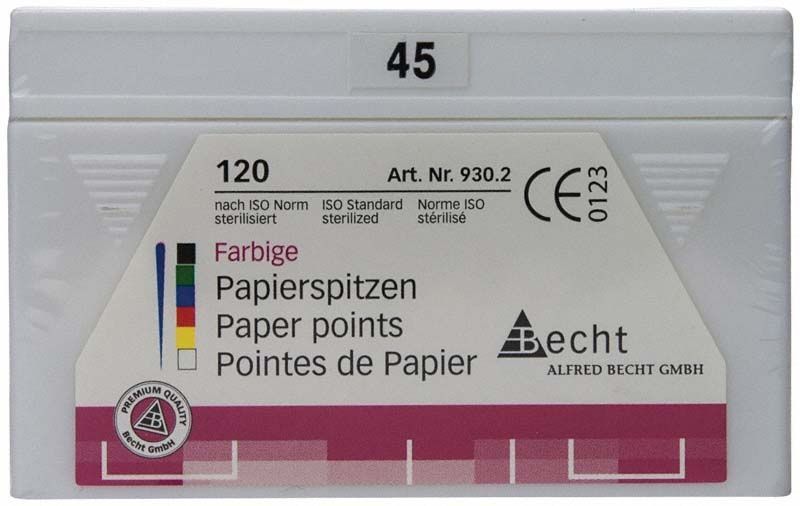 45
120 Art. Nr. 930.2
nach ISO Norm ISO Standard Norme ISO
sterilisiert sterilized stérilisé
CE 0123
Farbige
Papierspitzen
Paper points
Pointes de Papier
Becht
ALFRED BECHT GMBH
PREMIUM QUALITY
B
Becht GmbH